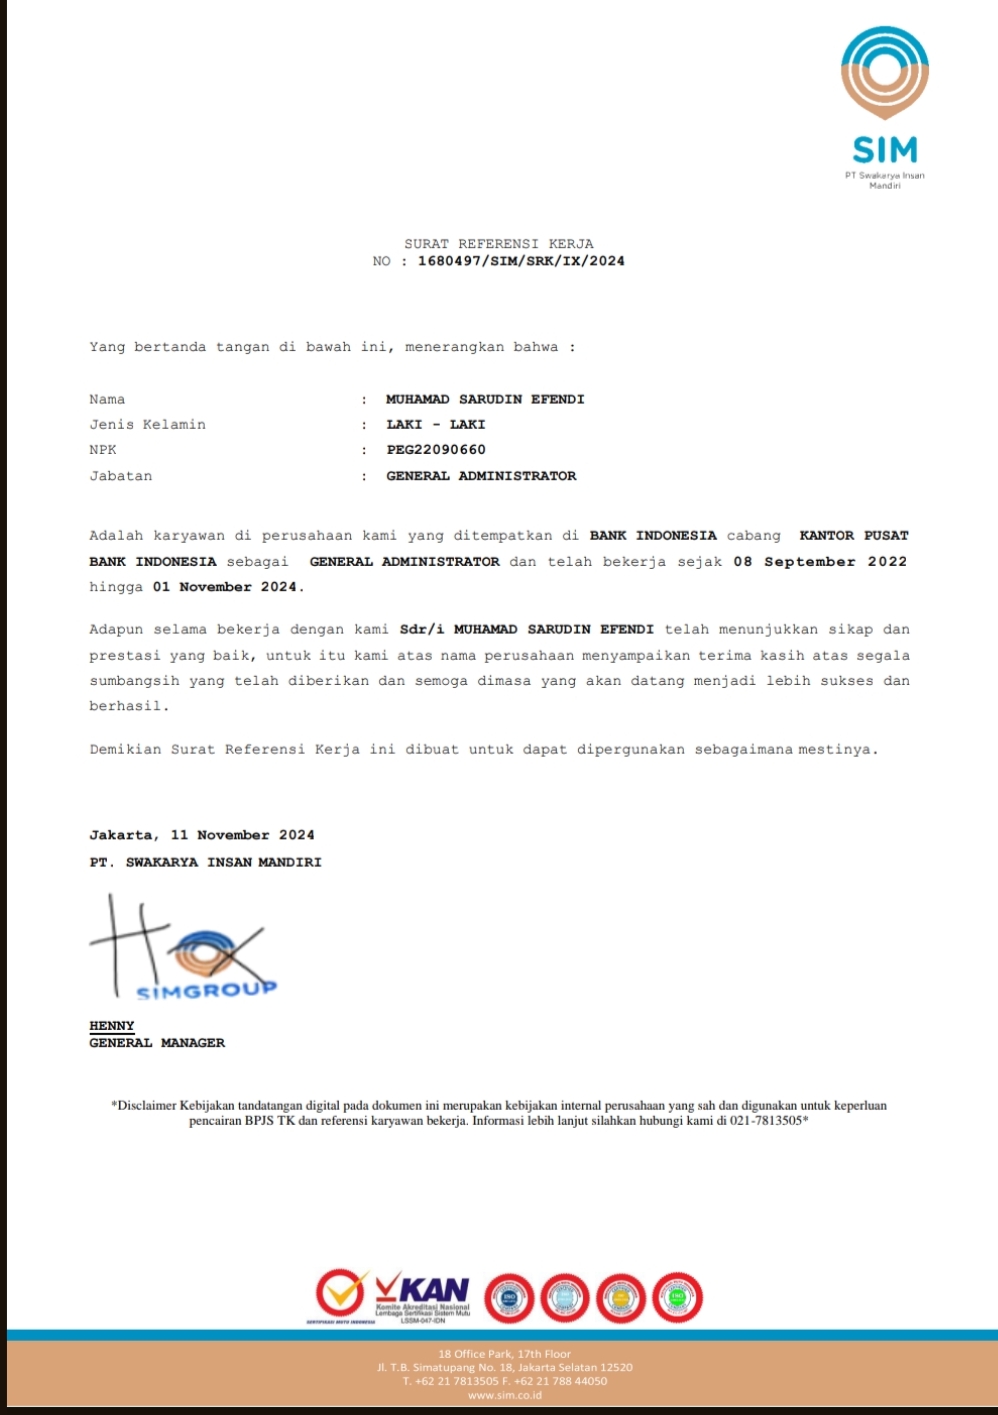 SIM
PT Swakarya Insan
Mandiri
SURAT REFERENSI KERJA
NO : 1680497/SIM/SRK/IX/2024
Yang bertanda tangan di bawah ini, menerangkan bahwa :
Nama : MUHAMAD SARUDIN EFENDI
Jenis Kelamin : LAKI - LAKI
NPK : PEG22090660
Jabatan : GENERAL ADMINISTRATOR
Adalah karyawan di perusahaan kami yang ditempatkan di BANK INDONESIA cabang KANTOR PUSAT
BANK INDONESIA sebagai GENERAL ADMINISTRATOR dan telah bekerja sejak 08 September 2022
hingga 01 November 2024.
Adapun selama bekerja dengan kami Sdr/i MUHAMAD SARUDIN EFENDI telah menunjukkan sikap dan
prestasi yang baik, untuk itu kami atas nama perusahaan menyampaikan terima kasih atas segala
sumbangsih yang telah diberikan dan semoga dimasa yang akan datang menjadi lebih sukses dan
berhasil.
Demikian Surat Referensi Kerja ini dibuat untuk dapat dipergunakan sebagaimana mestinya.
Jakarta, 11 November 2024
PT. SWAKARYA INSAN MANDIRI
SIMGROUP
HENNY
GENERAL MANAGER
*Disclaimer Kebijakan tandatangan digital pada dokumen ini merupakan kebijakan internal perusahaan yang sah dan digunakan untuk keperluan
pencairan BPJS TK dan referensi karyawan bekerja. Informasi lebih lanjut silahkan hubungi kami di 021-7813505*
KAN
Komite Akreditasi Nasional
Lembaga Sertifikasi Sistem Mutu
LSSM-047-IDN
SERTIFIKASI MUTU INDONESIA
ISO
ISO
ISO
ISO
18 Office Park, 17th Floor
Jl. T.B. Simatupang No. 18, Jakarta Selatan 12520
T. +62 21 7813505 F. +62 21 788 44050
www.sim.co.id